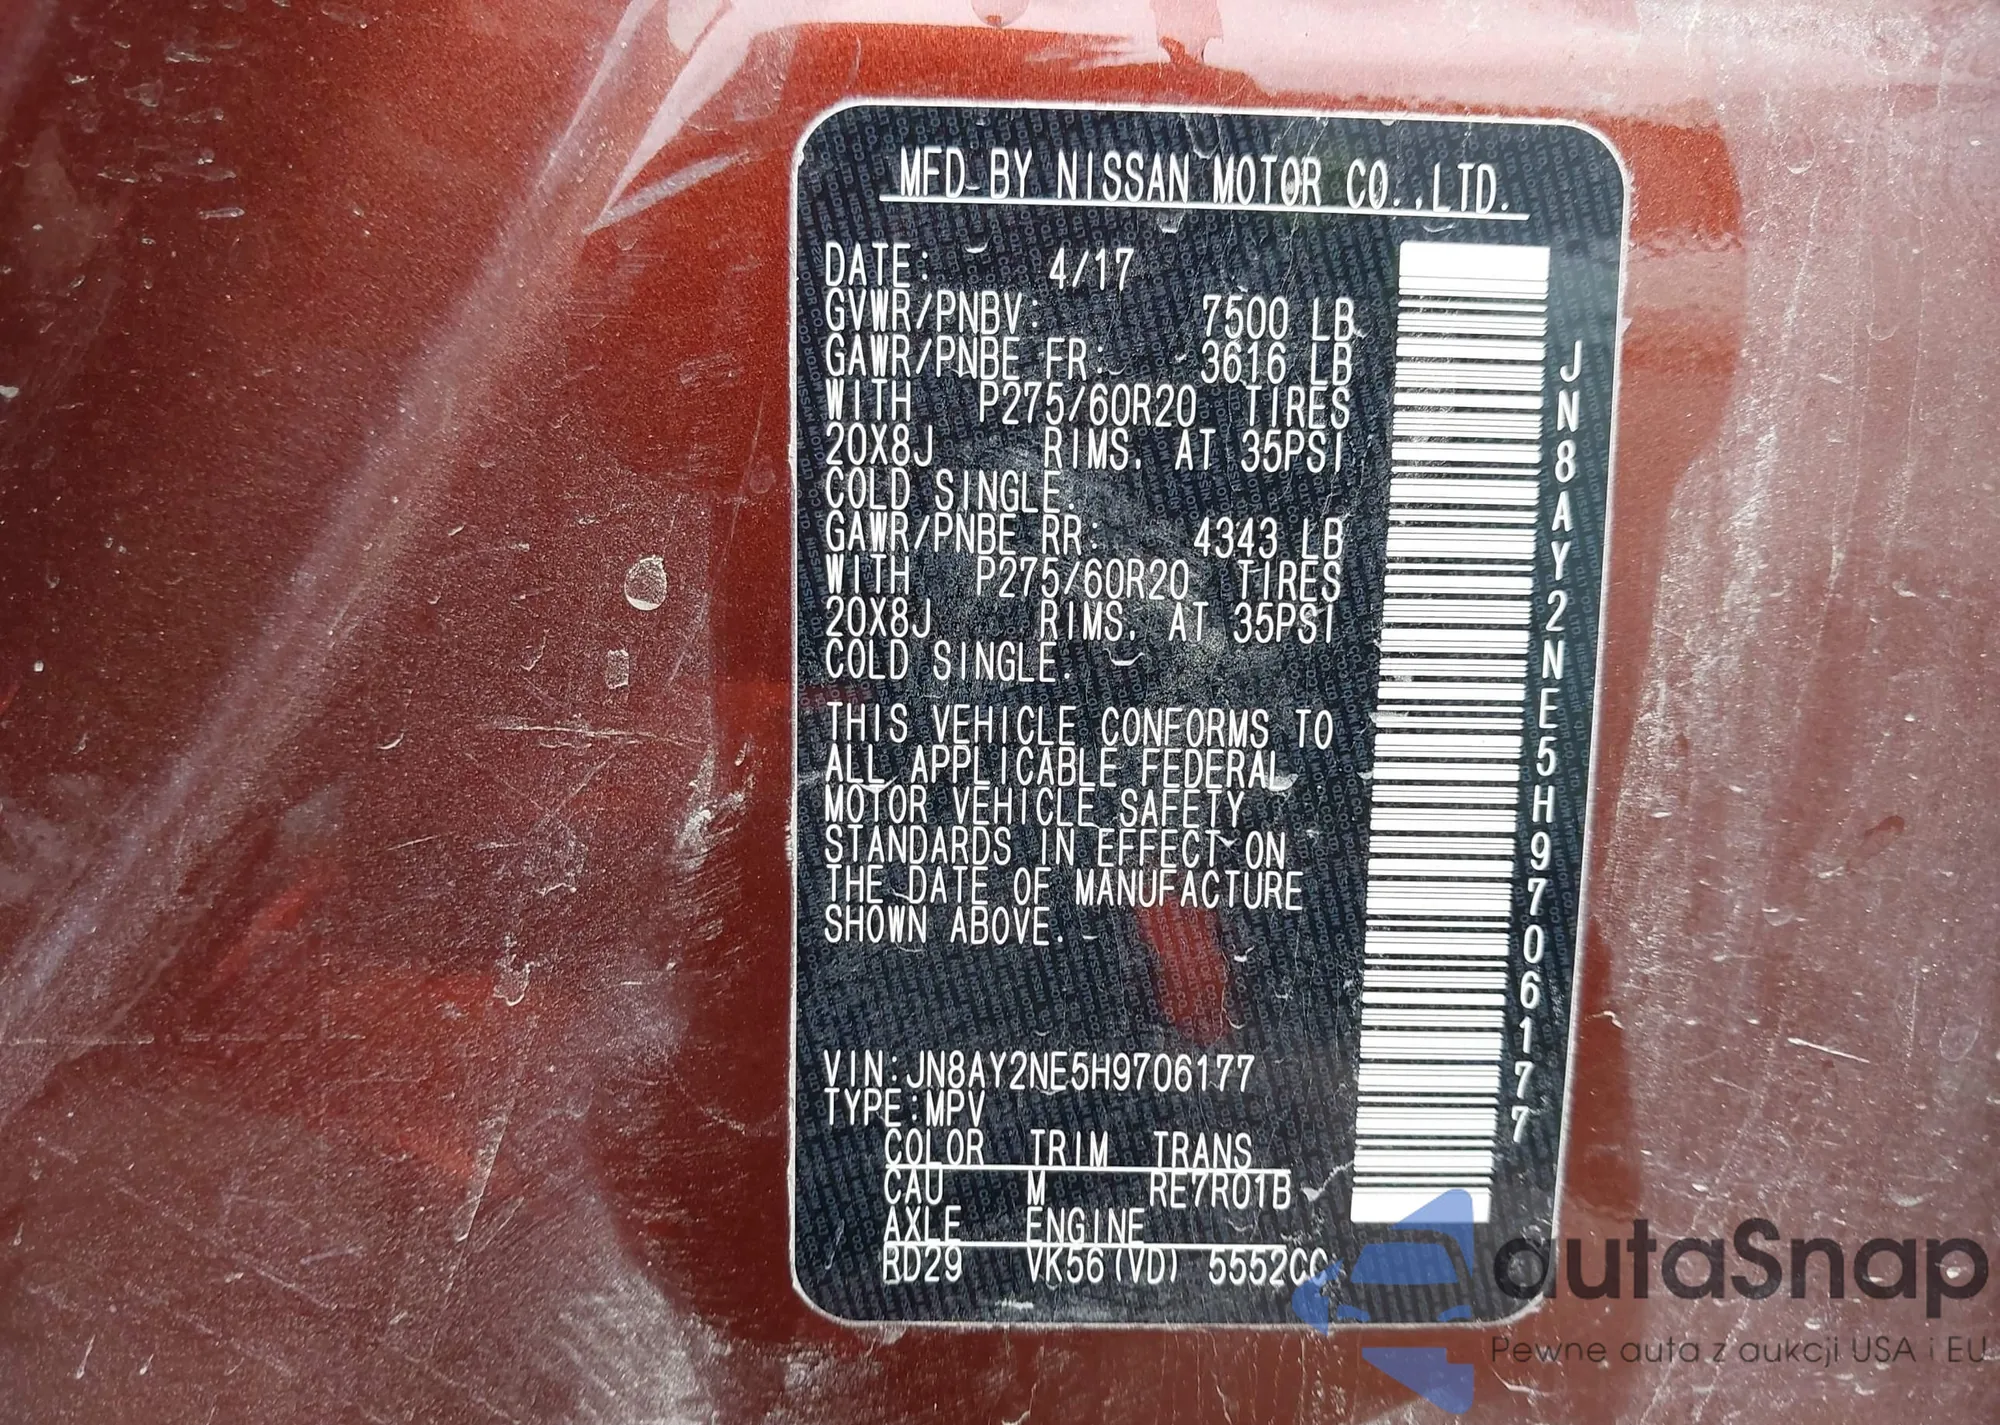 MFD BY NISSAN MOTOR CO.,LTD.
DATE: 4/17
GVWR/PNBV: 7500 LB
GAWR/PNBE FR: 3616 LB
WITH P275/60R20 TIRES
20X8J RIMS. AT 35PSI
COLD SINGLE.
GAWR/PNBE RR: 4343 LB
WITH P275/60R20 TIRES
20X8J RIMS. AT 35PSI
COLD SINGLE.
THIS VEHICLE CONFORMS TO
ALL APPLICABLE FEDERAL
MOTOR VEHICLE SAFETY
STANDARDS IN EFFECT ON
THE DATE OF MANUFACTURE
SHOWN ABOVE.
VIN:JN8AY2NE5H9706177
TYPE:MPV
COLOR TRIM TRANS
CAU M RE7R01B
AXLE ENGINE
RD29 VK56(VD) 5552CC
JN8AY2NE5H9706177
autaSnap
Pewne auta z aukcji USA i EU